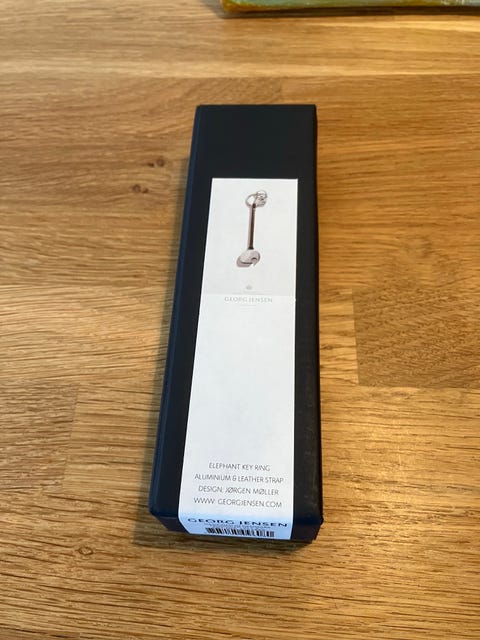 GEORG JENSEN
ELEPHANT KEY RING
ALUMINIUM & LEATHER STRAP
DESIGN: JØRGEN MØLLER
WWW: GEORGJENSEN.COM
GEORG JENSEN